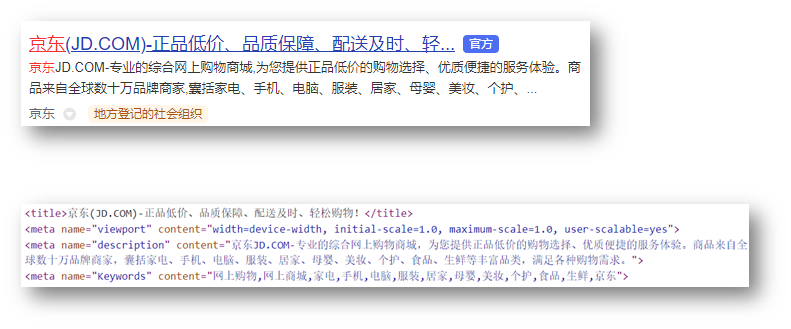 京东(JD.COM)-正品低价、品质保障、配送及时、轻... 官方
京东JD.COM-专业的综合网上购物商城,为您提供正品低价的购物选择、优质便捷的服务体验。商
品来自全球数十万品牌商家,囊括家电、手机、电脑、服装、居家、母婴、美妆、个护、...
京东 地方登记的社会组织
<title>京东(JD.COM)-正品低价、品质保障、配送及时、轻松购物!</title>
<meta name="viewport" content="width=device-width, initial-scale=1.0, maximum-scale=1.0, user-scalable=yes">
<meta name="description" content="京东JD.COM-专业的综合网上购物商城，为您提供正品低价的购物选择、优质便捷的服务体验。商品来自全
球数十万品牌商家，囊括家电、手机、电脑、服装、居家、母婴、美妆、个护、食品、生鲜等丰富品类，满足各种购物需求。">
<meta name="Keywords" content="网上购物,网上商城,家电,手机,电脑,服装,居家,母婴,美妆,个护,食品,生鲜,京东">